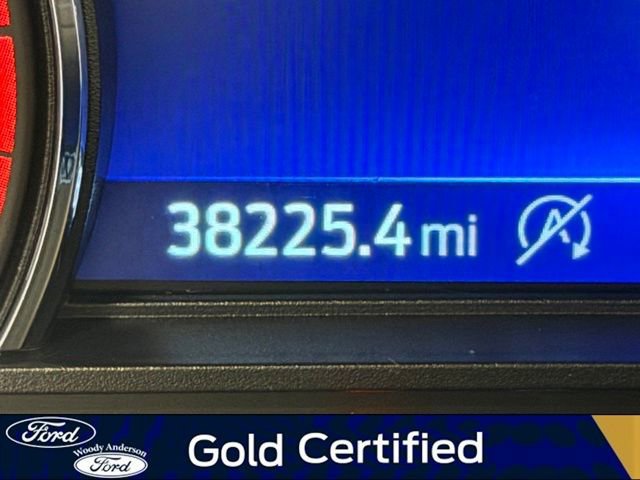 38225.4 mi
A
Ford
Woody Anderson
Ford
Gold Certified